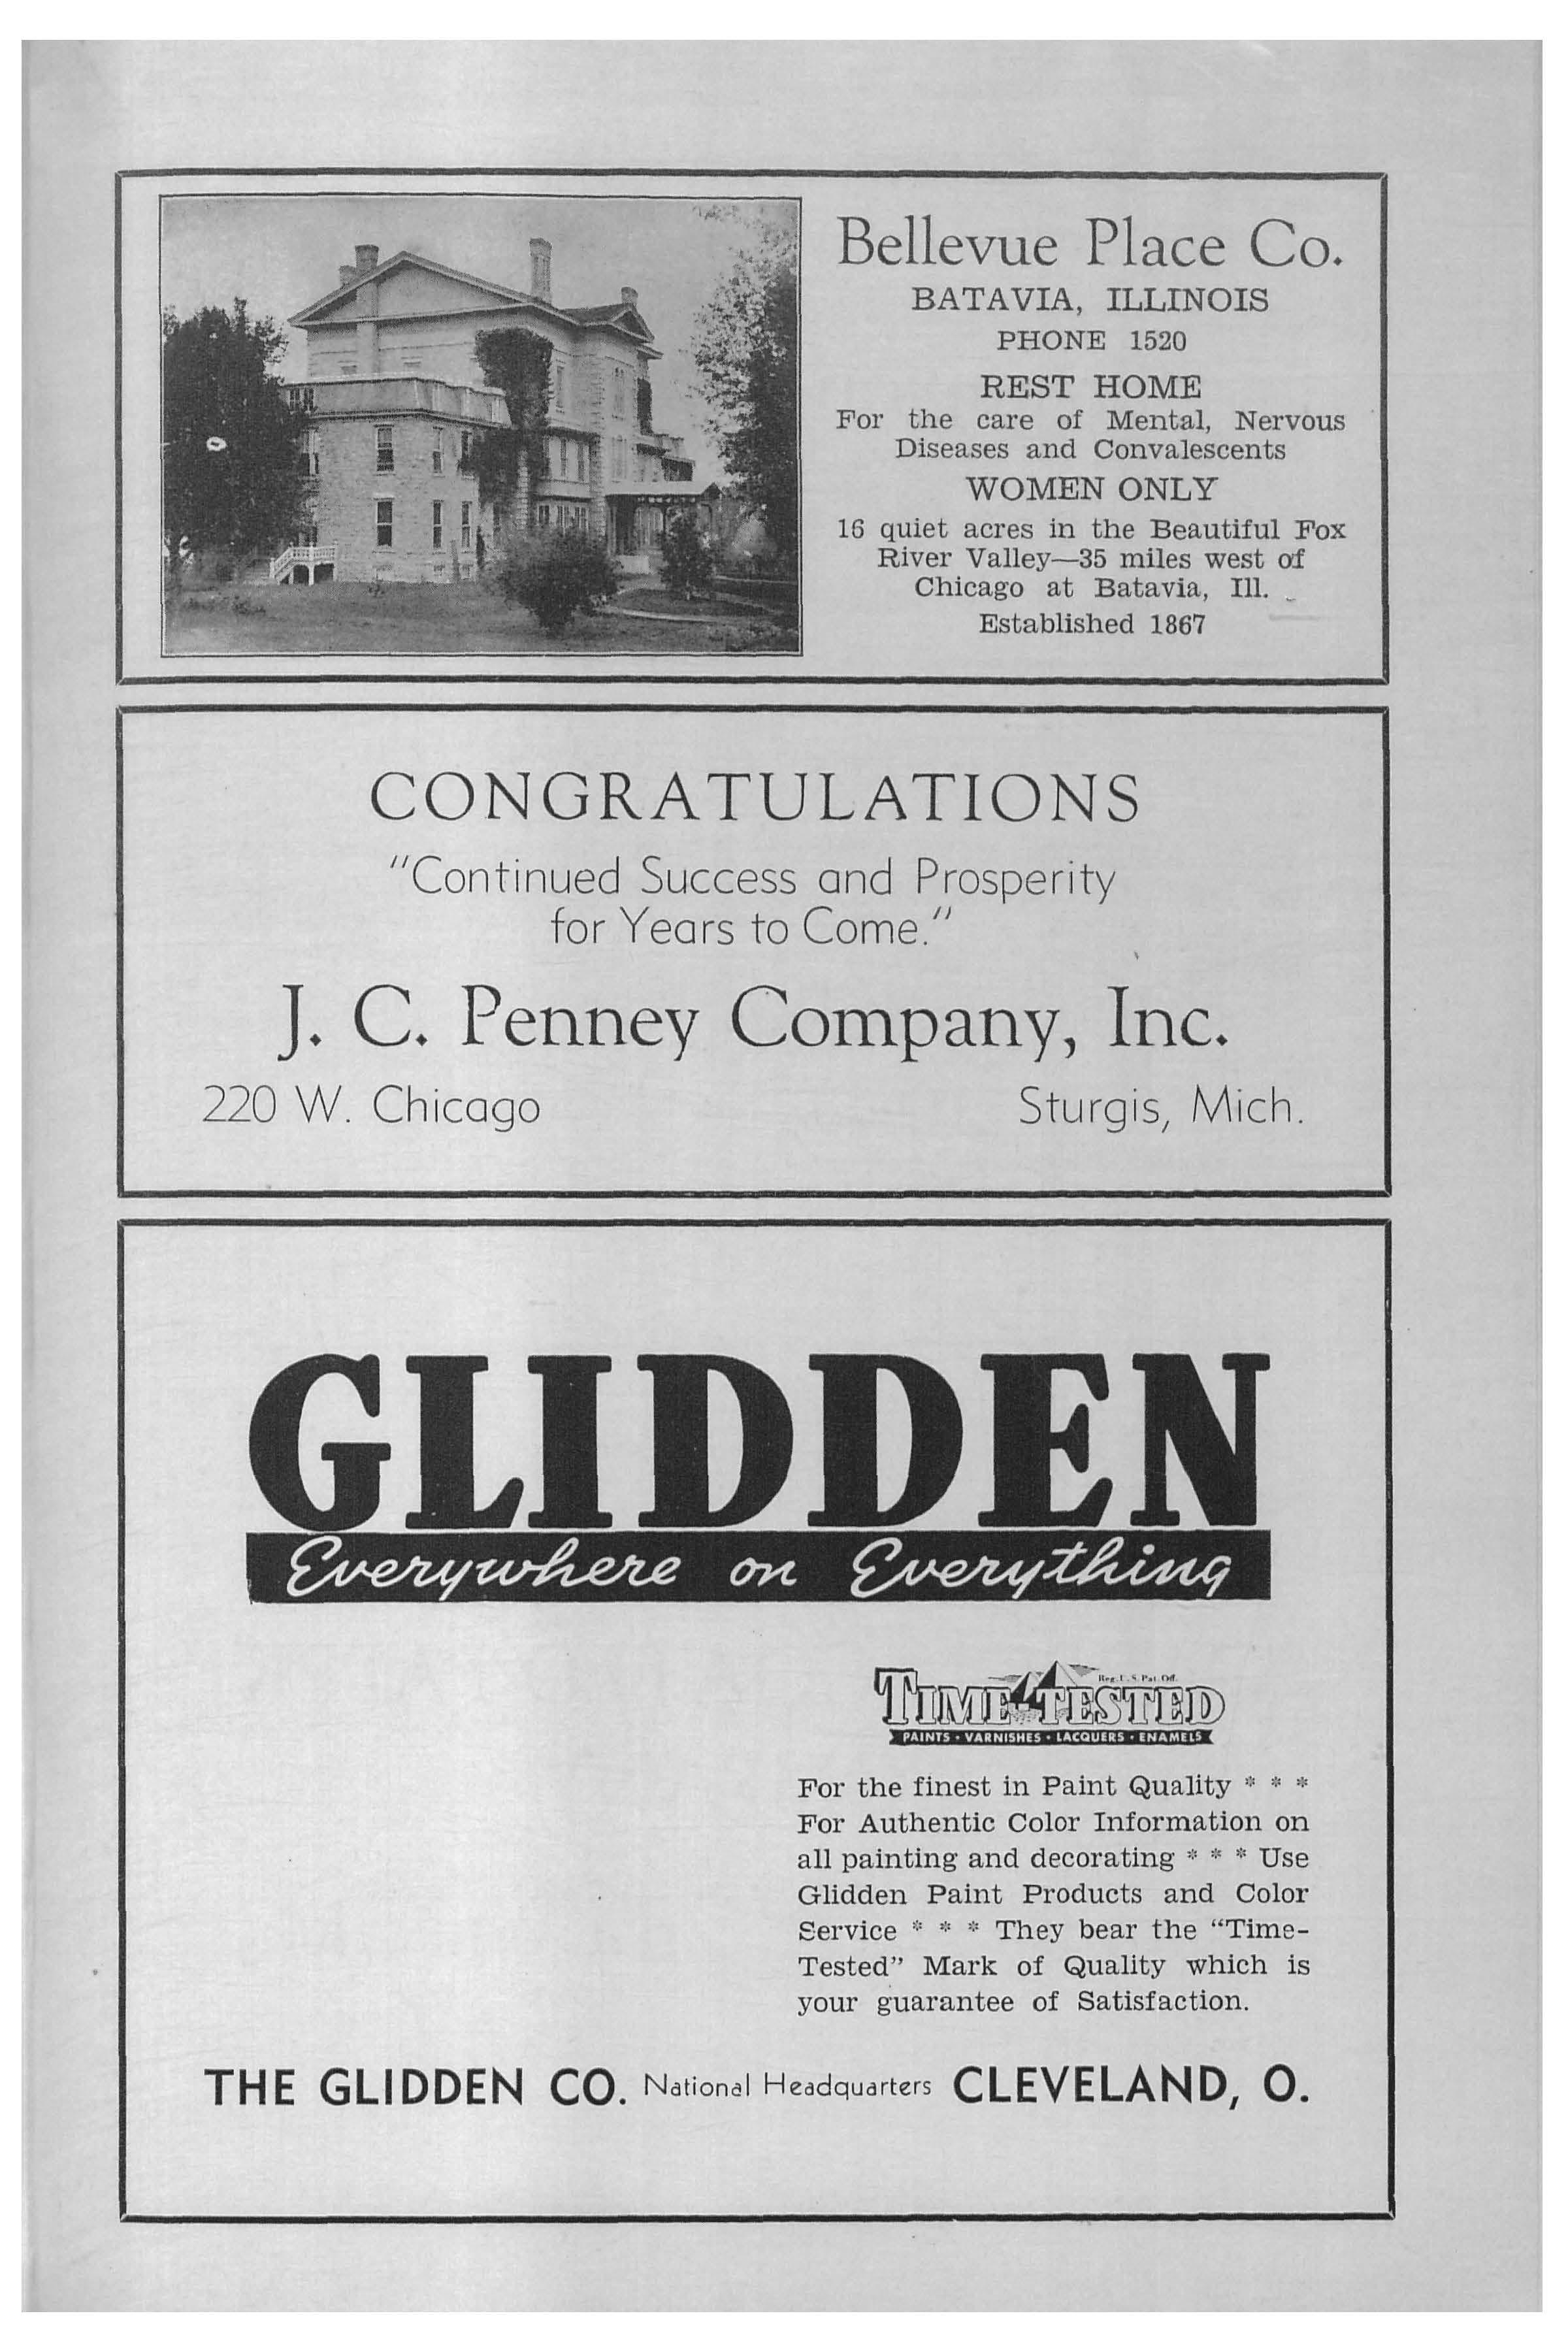 Bellevue Place Co.
BATAVIA, ILLINOIS
PHONE 1520
REST HOME
For the care of Mental, Nervous
Diseases and Convalescents
WOMEN ONLY
16 quiet acres in the Beautiful Fox
River Valley—35 miles west of
Chicago at Batavia, Ill.
Established 1867
CONGRATULATIONS
"Continued Success and Prosperity
for Years to Come."
J. C. Penney Company, Inc.
220 W. Chicago Sturgis, Mich.
GLIDDEN
Everywhere on Everything
Reg. U. S. Pat. Off.
TIME TESTED
PAINTS • VARNISHES • LACQUERS • ENAMELS
For the finest in Paint Quality * * *
For Authentic Color Information on
all painting and decorating * * * Use
Glidden Paint Products and Color
Service * * * They bear the “Time-
Tested” Mark of Quality which is
your guarantee of Satisfaction.
THE GLIDDEN CO. National Headquarters CLEVELAND, O.